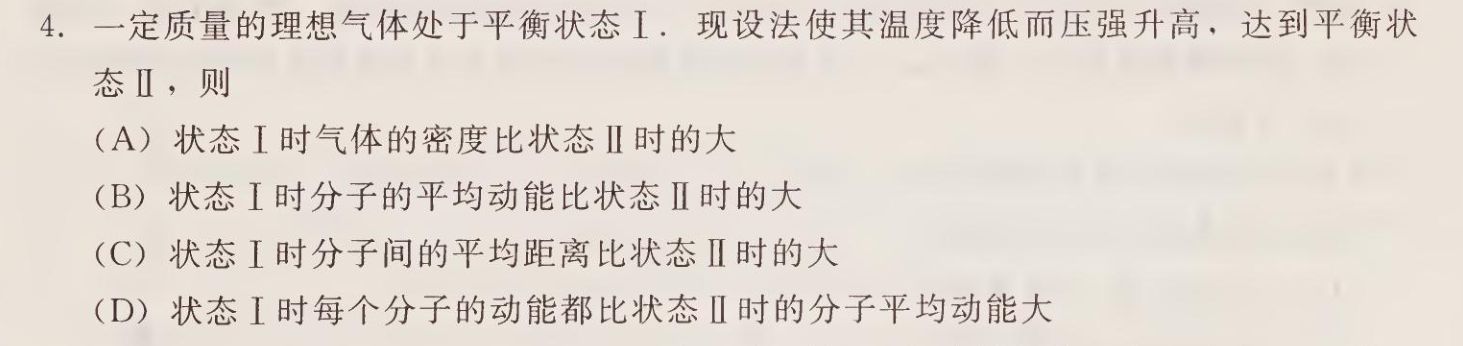 4. 一定质量的理想气体处于平衡状态Ⅰ. 现设法使其温度降低而压强升高,达到平衡状
态Ⅱ,则
(A) 状态Ⅰ时气体的密度比状态Ⅱ时的大
(B) 状态Ⅰ时分子的平均动能比状态Ⅱ时的大
(C) 状态Ⅰ时分子间的平均距离比状态Ⅱ时的大
(D) 状态Ⅰ时每个分子的动能都比状态Ⅱ时的分子平均动能大